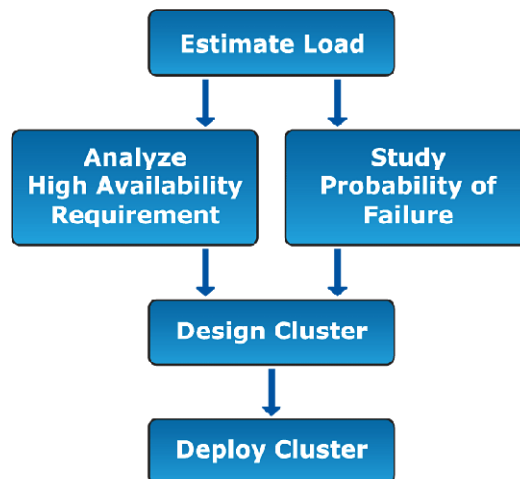 Estimate Load
Analyze
High Availability
Requirement
Study
Probability of
Failure
Design Cluster
Deploy Cluster